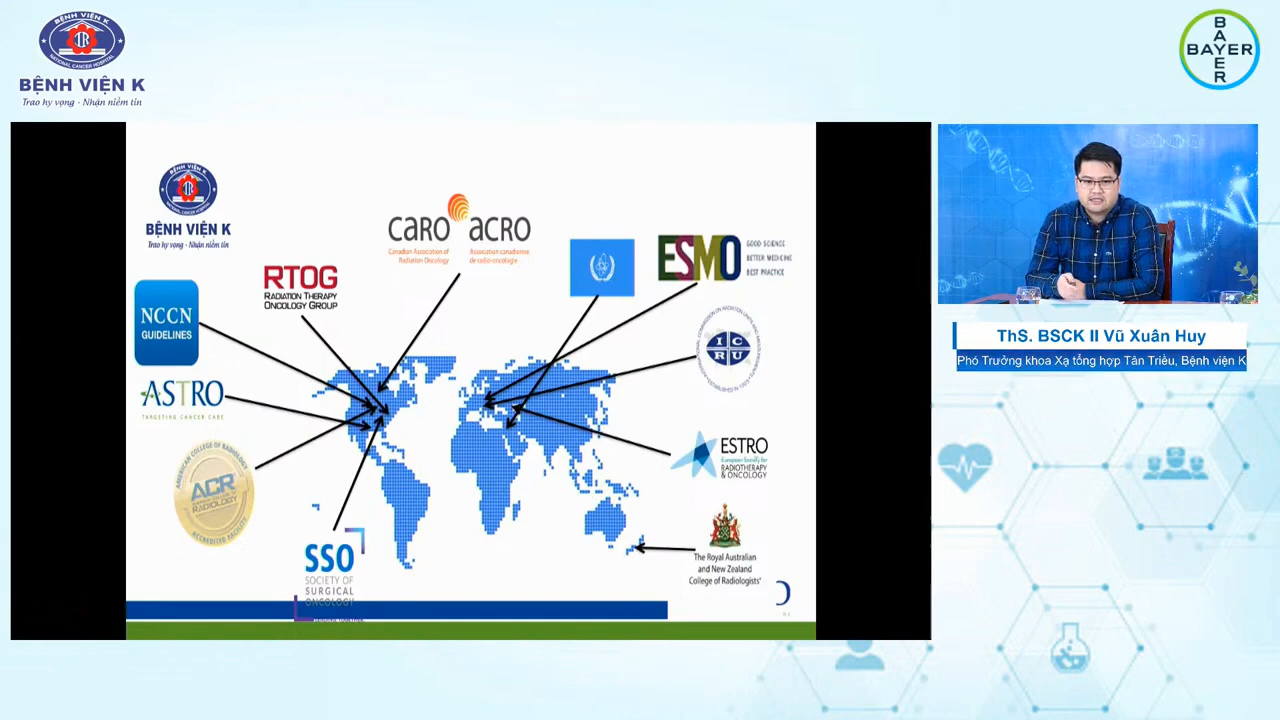 NATIONAL CANCER HOSPITAL
BỆNH VIỆN K
Trao hy vọng - Nhận niềm tin
BAYER
BAYER
BỆNH VIỆN K
Trao hy vọng - Nhận niềm tin
CARO ACRO
Canadian Association of
Radiation Oncology
Association canadienne
de radio-oncologie
RTOG
RADIATION THERAPY
ONCOLOGY GROUP
ESMO
GOOD SCIENCE
BETTER MEDICINE
BEST PRACTICE
NCCN
GUIDELINES
ICRU
ASTRO
TARGETING CANCER CARE
AMERICAN COLLEGE OF RADIOLOGY
ACR
RADIOLOGY
ACCREDITED FACILITY
ESTRO
European Society for
RADIOTHERAPY
& ONCOLOGY
SSO
SOCIETY OF
SURGICAL
ONCOLOGY
The Royal Australian
and New Zealand
College of Radiologists®
ThS. BSCK II Vũ Xuân Huy
Phó Trưởng khoa Xạ tổng hợp Tân Triều, Bệnh viện K